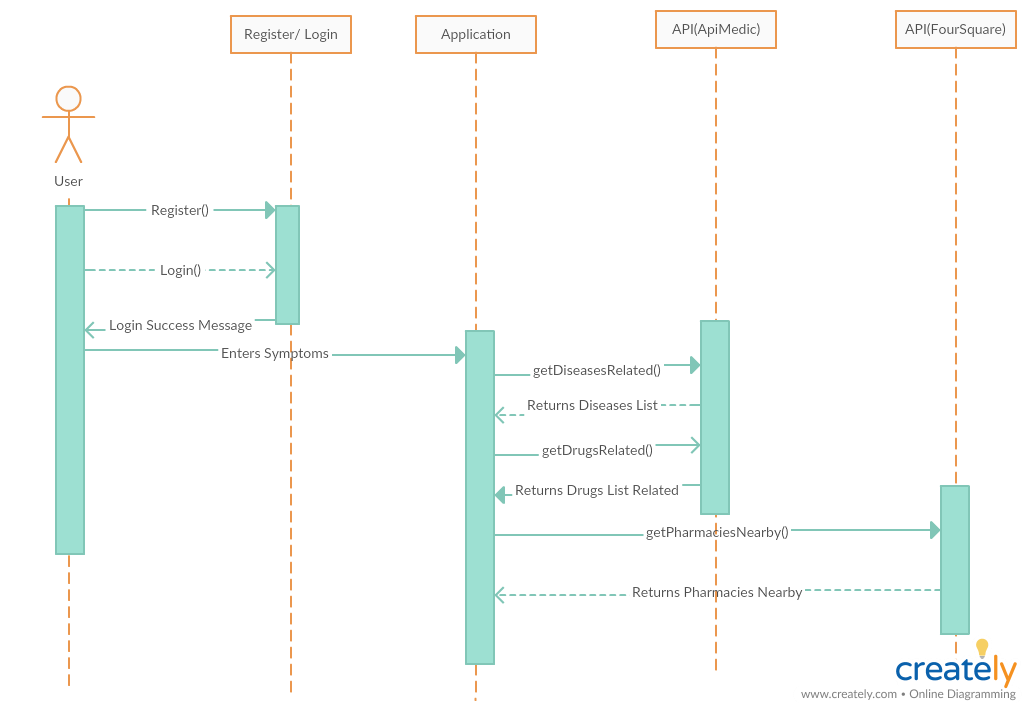 Register/ Login
Application
API(ApiMedic)
API(FourSquare)
User
Register()
Login()
Login Success Message
Enters Symptoms
getDiseasesRelated()
Returns Diseases List
getDrugsRelated()
Returns Drugs List Related
getPharmaciesNearby()
Returns Pharmacies Nearby
creately
www.creately.com • Online Diagramming